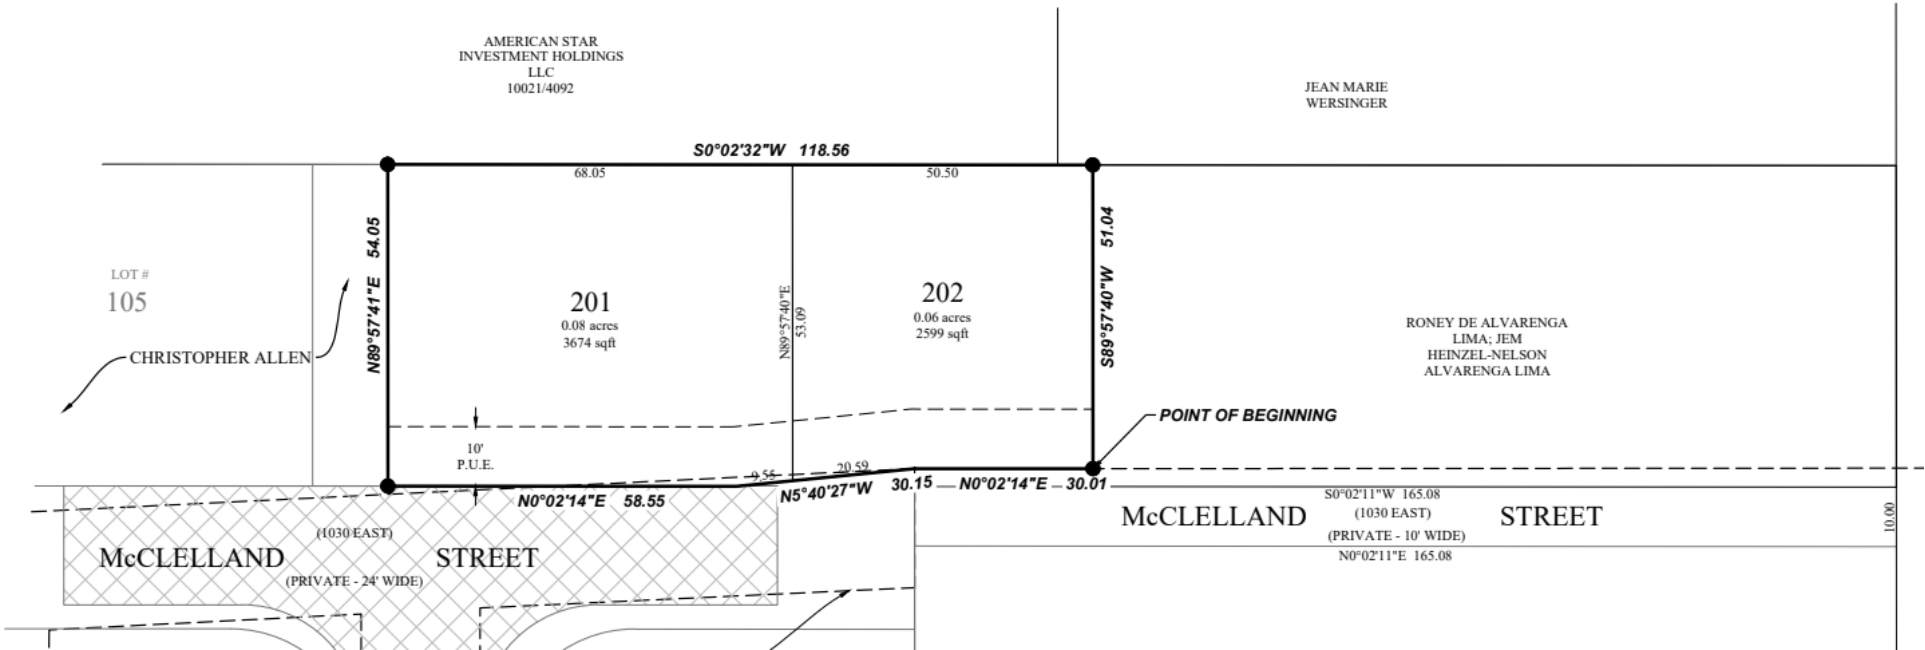 AMERICAN STAR
INVESTMENT HOLDINGS
LLC
10021/4092
JEAN MARIE
WERSINGER
S0°02'32"W 118.56
68.05
50.50
N89°57'41"E 54.05
S89°57'40"W 51.04
LOT #
105
201
0.08 acres
3674 sqft
N89°57'40"E
53.09
202
0.06 acres
2599 sqft
RONEY DE ALVARENGA
LIMA; JEM
HEINZEL-NELSON
ALVARENGA LIMA
CHRISTOPHER ALLEN
POINT OF BEGINNING
10'
P.U.E.
9.55
20.59
N0°02'14"E 58.55
N5°40'27"W 30.15
N0°02'14"E 30.01
S0°02'11"W 165.08
McCLELLAND STREET
(1030 EAST)
(PRIVATE - 10' WIDE)
N0°02'11"E 165.08
10.00
(1030 EAST)
McCLELLAND STREET
(PRIVATE - 24' WIDE)